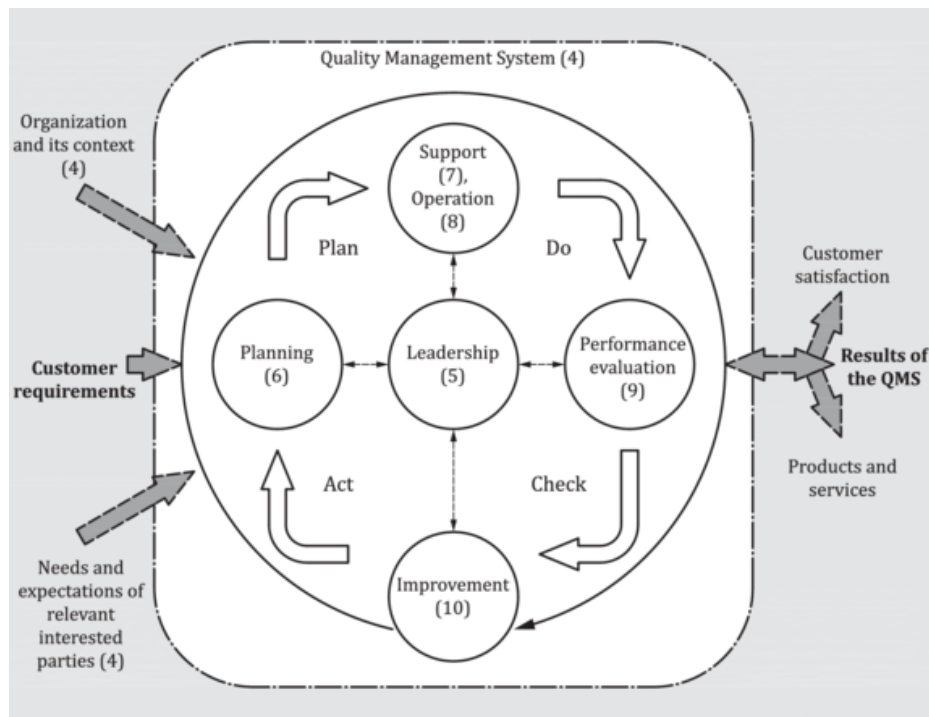 Quality Management System (4)
Organization
and its context
(4)
Support
(7),
Operation
(8)
Plan
Do
Customer
satisfaction
Customer
requirements
Planning
(6)
Leadership
(5)
Performance
evaluation
(9)
Results of
the QMS
Act
Check
Products and
services
Needs and
expectations of
relevant
interested
parties (4)
Improvement
(10)